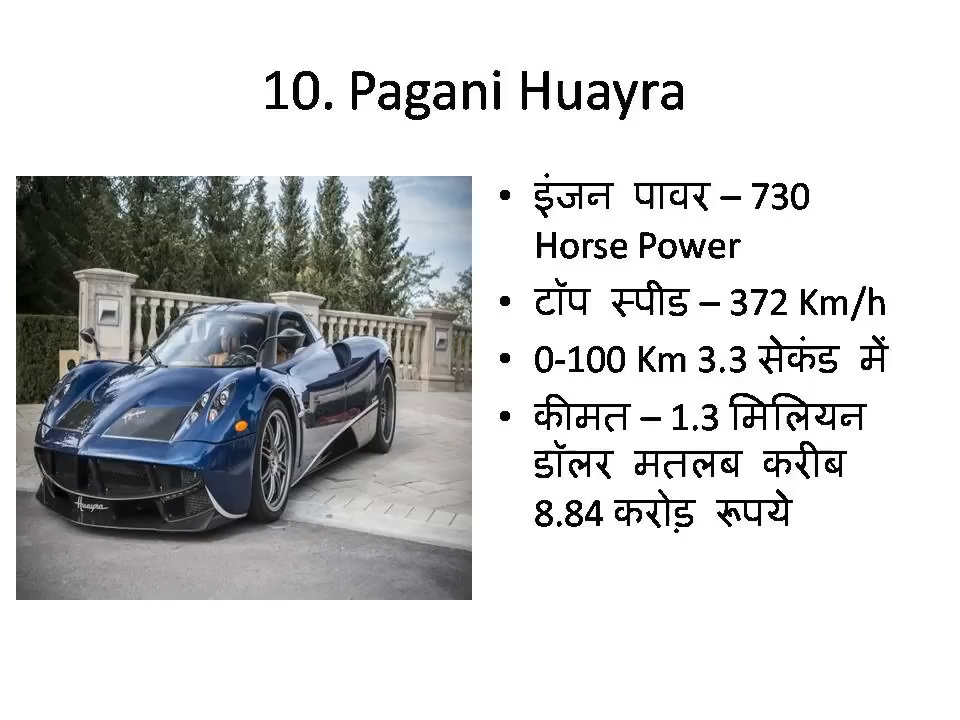 10. Pagani Huayra
• इंजन पावर – 730
Horse Power
• टॉप स्पीड – 372 Km/h
• 0-100 Km 3.3 सेकंड में
• कीमत – 1.3 मिलियन
डॉलर मतलब करीब
8.84 करोड़ रूपये
Huayra